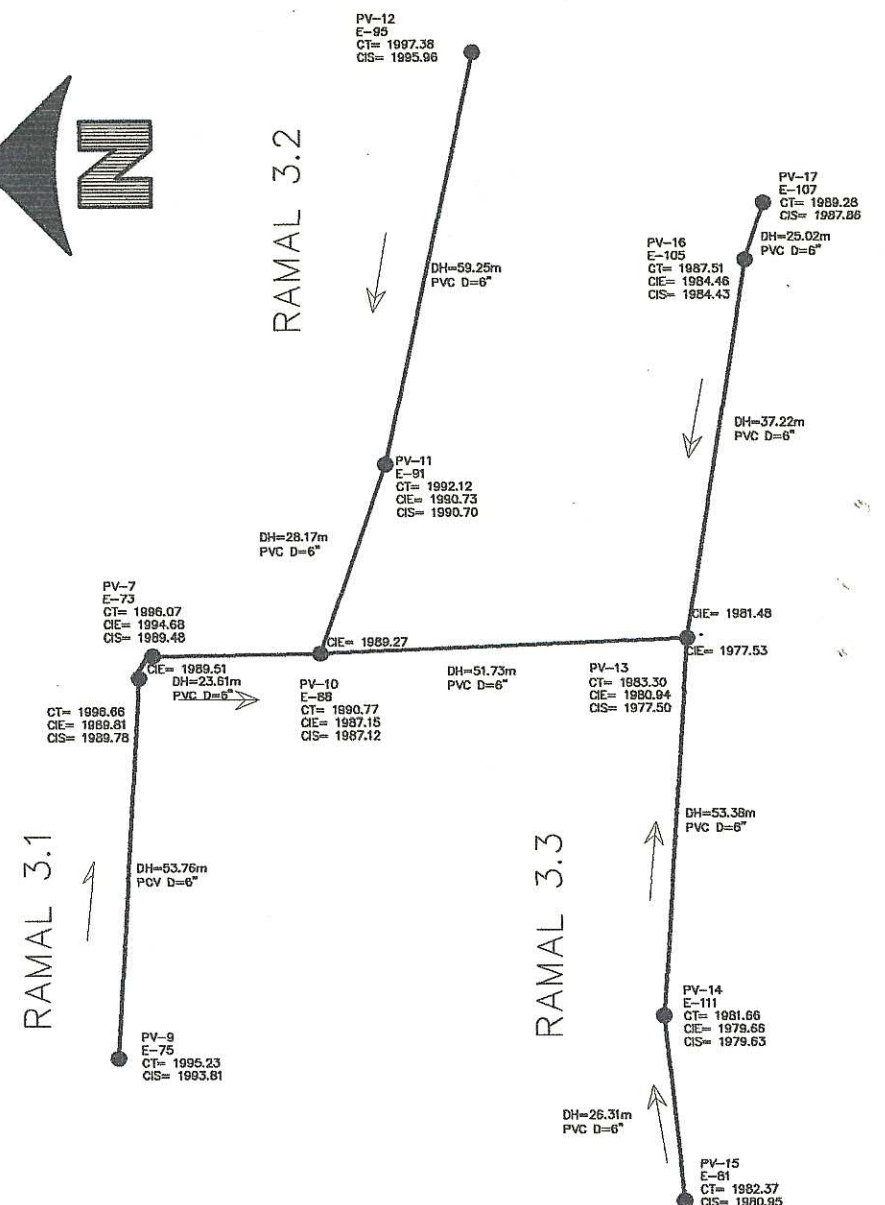 PV-12
E-95
CT= 1997.38
CIS= 1995.96
N
RAMAL 3.2
PV-17
E-107
CT= 1989.28
CIS= 1987.86
DH=25.02m
PVC D=6"
PV-16
E-105
CT= 1987.51
CIE= 1984.46
CIS= 1984.43
DH=59.25m
PVC D=6"
DH=37.22m
PVC D=6"
PV-11
E-91
CT= 1992.12
CIE= 1990.73
CIS= 1990.70
DH=28.17m
PVC D=6"
PV-7
E-73
CT= 1996.07
CIE= 1994.68
CIS= 1989.48
CIE= 1981.48
CIE= 1989.27
CIE= 1977.53
CIE= 1989.51
DH=23.61m
PVC D=6"
DH=51.73m
PVC D=6"
PV-13
CT= 1983.30
CIE= 1980.94
CIS= 1977.50
PV-10
E-88
CT= 1990.77
CIE= 1987.15
CIS= 1987.12
CT= 1996.66
CIE= 1989.81
CIS= 1989.78
DH=53.38m
PVC D=6"
RAMAL 3.1
DH=53.76m
PCV D=6"
RAMAL 3.3
PV-14
E-111
CT= 1981.66
CIE= 1979.66
CIS= 1979.63
PV-9
E-75
CT= 1995.23
CIS= 1993.81
DH=26.31m
PVC D=6"
PV-15
E-81
CT= 1982.37
CIS= 1980.95